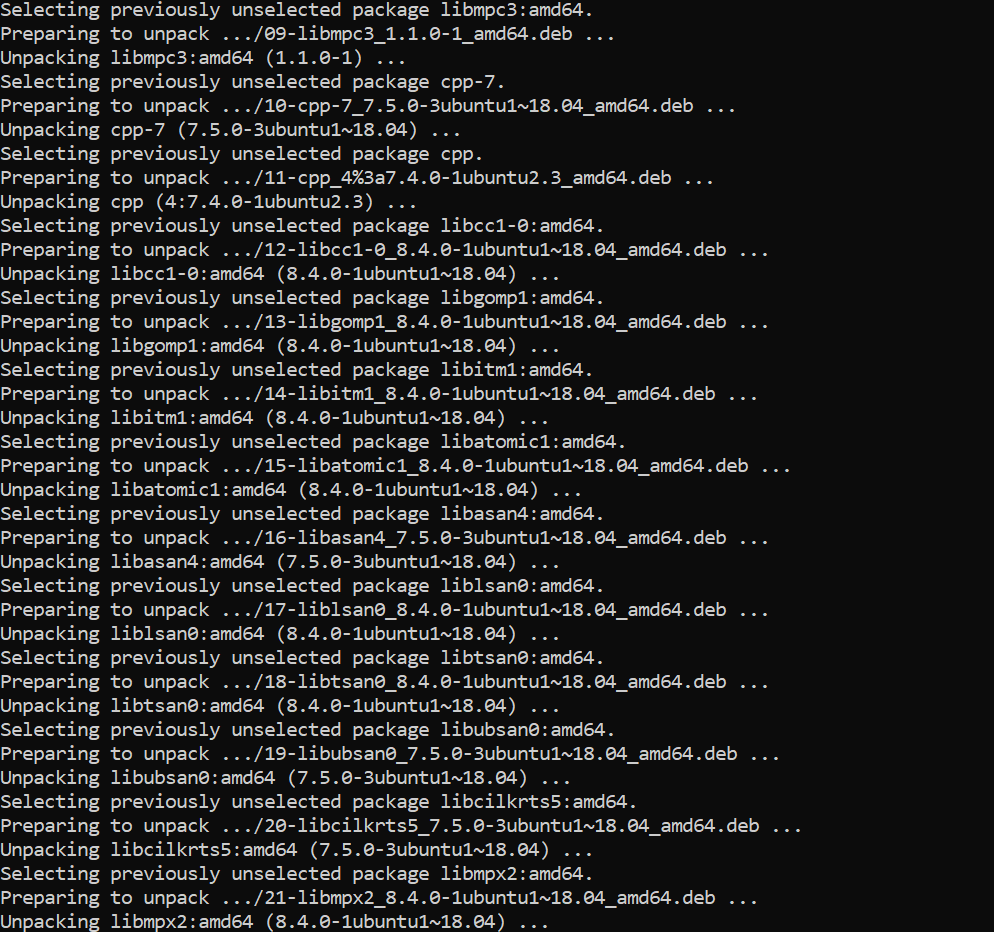 Selecting previously unselected package libmpc3:amd64.
Preparing to unpack .../09-libmpc3_1.1.0-1_amd64.deb ...
Unpacking libmpc3:amd64 (1.1.0-1) ...
Selecting previously unselected package cpp-7.
Preparing to unpack .../10-cpp-7_7.5.0-3ubuntu1~18.04_amd64.deb ...
Unpacking cpp-7 (7.5.0-3ubuntu1~18.04) ...
Selecting previously unselected package cpp.
Preparing to unpack .../11-cpp_4%3a7.4.0-1ubuntu2.3_amd64.deb ...
Unpacking cpp (4:7.4.0-1ubuntu2.3) ...
Selecting previously unselected package libcc1-0:amd64.
Preparing to unpack .../12-libcc1-0_8.4.0-1ubuntu1~18.04_amd64.deb ...
Unpacking libcc1-0:amd64 (8.4.0-1ubuntu1~18.04) ...
Selecting previously unselected package libgomp1:amd64.
Preparing to unpack .../13-libgomp1_8.4.0-1ubuntu1~18.04_amd64.deb ...
Unpacking libgomp1:amd64 (8.4.0-1ubuntu1~18.04) ...
Selecting previously unselected package libitm1:amd64.
Preparing to unpack .../14-libitm1_8.4.0-1ubuntu1~18.04_amd64.deb ...
Unpacking libitm1:amd64 (8.4.0-1ubuntu1~18.04) ...
Selecting previously unselected package libatomic1:amd64.
Preparing to unpack .../15-libatomic1_8.4.0-1ubuntu1~18.04_amd64.deb ...
Unpacking libatomic1:amd64 (8.4.0-1ubuntu1~18.04) ...
Selecting previously unselected package libasan4:amd64.
Preparing to unpack .../16-libasan4_7.5.0-3ubuntu1~18.04_amd64.deb ...
Unpacking libasan4:amd64 (7.5.0-3ubuntu1~18.04) ...
Selecting previously unselected package liblsan0:amd64.
Preparing to unpack .../17-liblsan0_8.4.0-1ubuntu1~18.04_amd64.deb ...
Unpacking liblsan0:amd64 (8.4.0-1ubuntu1~18.04) ...
Selecting previously unselected package libtsan0:amd64.
Preparing to unpack .../18-libtsan0_8.4.0-1ubuntu1~18.04_amd64.deb ...
Unpacking libtsan0:amd64 (8.4.0-1ubuntu1~18.04) ...
Selecting previously unselected package libubsan0:amd64.
Preparing to unpack .../19-libubsan0_7.5.0-3ubuntu1~18.04_amd64.deb ...
Unpacking libubsan0:amd64 (7.5.0-3ubuntu1~18.04) ...
Selecting previously unselected package libcilkrts5:amd64.
Preparing to unpack .../20-libcilkrts5_7.5.0-3ubuntu1~18.04_amd64.deb ...
Unpacking libcilkrts5:amd64 (7.5.0-3ubuntu1~18.04) ...
Selecting previously unselected package libmpx2:amd64.
Preparing to unpack .../21-libmpx2_8.4.0-1ubuntu1~18.04_amd64.deb ...
Unpacking libmpx2:amd64 (8.4.0-1ubuntu1~18.04) ...